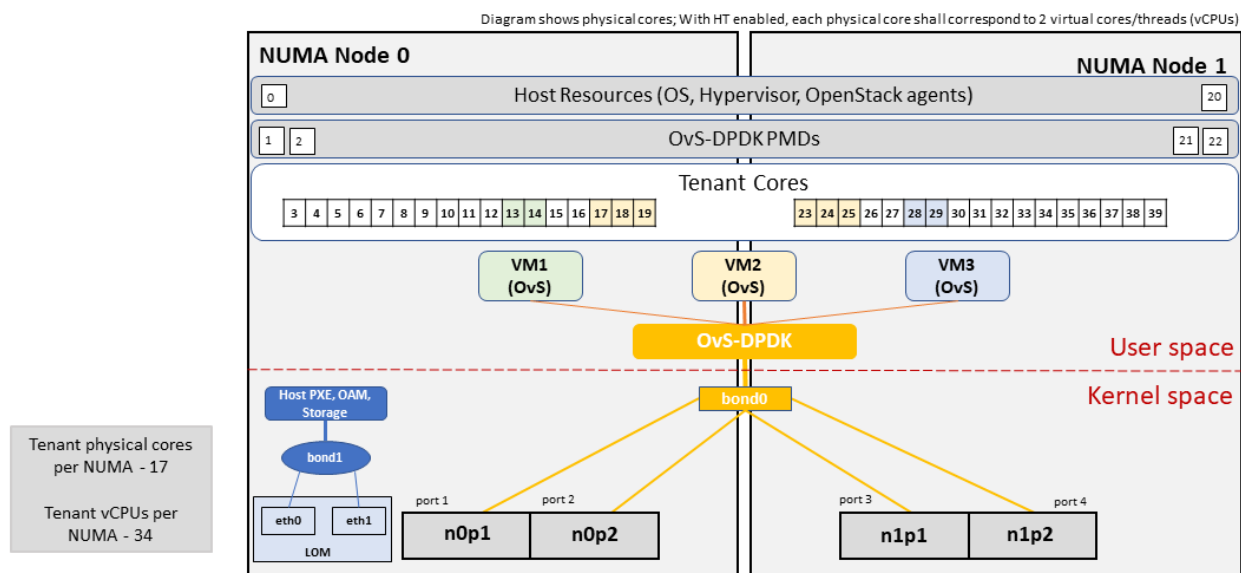 Diagram shows physical cores; With HT enabled, each physical core shall correspond to 2 virtual cores/threads (vCPUs)
NUMA Node 0
NUMA Node 1
0
Host Resources (OS, Hypervisor, OpenStack agents)
20
1 2
OvS-DPDK PMDs
21 22
Tenant Cores
3 4 5 6 7 8 9 10 11 12 13 14 15 16 17 18 19
23 24 25 26 27 28 29 30 31 32 33 34 35 36 37 38 39
VM1
(OvS)
VM2
(OvS)
VM3
(OvS)
OvS-DPDK
User space
Kernel space
Host PXE, OAM,
Storage
bond0
bond1
Tenant physical cores
per NUMA - 17
Tenant vCPUs per
NUMA - 34
port 1
port 2
port 3
port 4
eth0
eth1
LOM
n0p1
n0p2
n1p1
n1p2